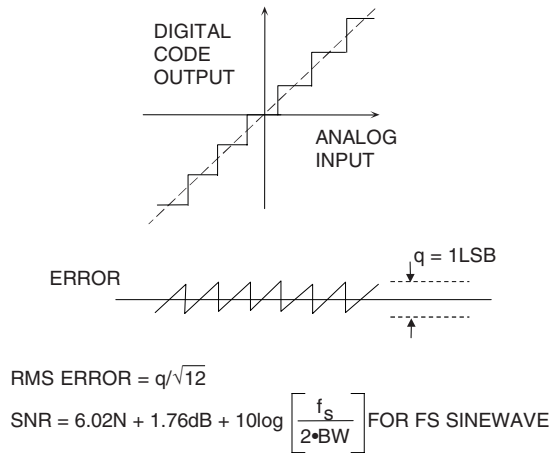 DIGITAL
CODE
OUTPUT
ANALOG
INPUT
ERROR
q = 1LSB
RMS ERROR = q/√12
SNR = 6.02N + 1.76dB + 10log [fs / 2•BW] FOR FS SINEWAVE